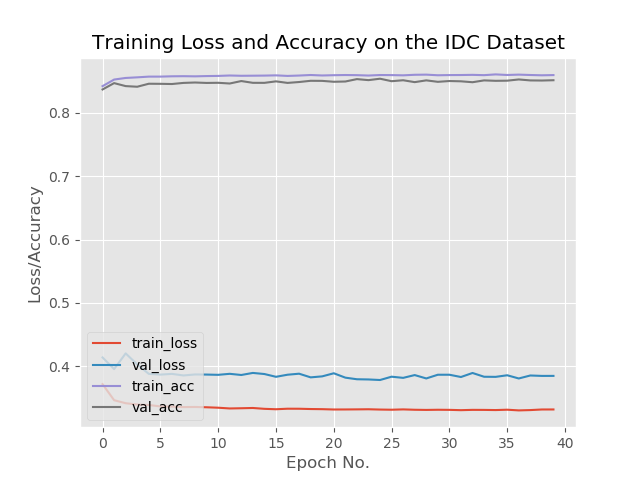 Training Loss and Accuracy on the IDC Dataset
Loss/Accuracy
0.8
0.7
0.6
0.5
0.4
train_loss
val_loss
train_acc
val_acc
0 5 10 15 20 25 30 35 40
Epoch No.